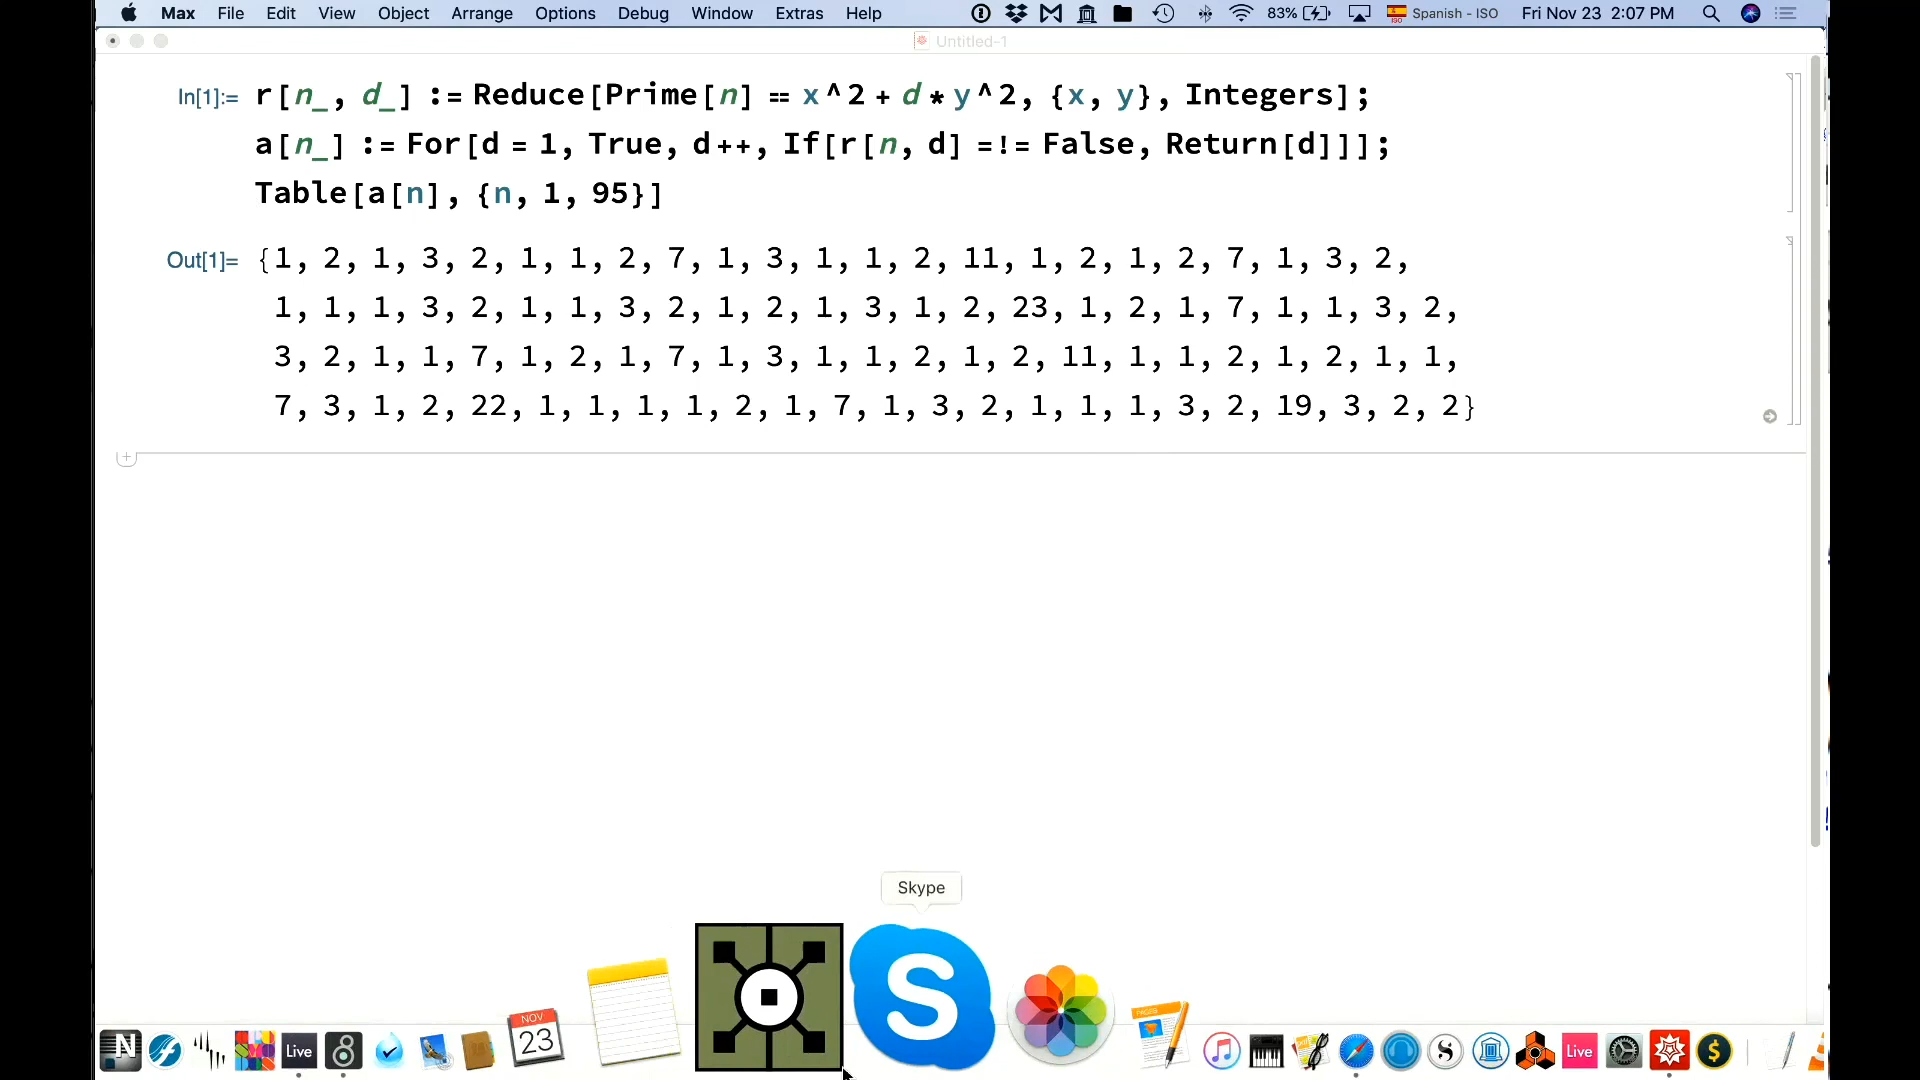 Max File Edit View Object Arrange Options Debug Window Extras Help 83% Spanish - ISO Fri Nov 23 2:07 PM
Untitled-1
In[1]:= r[n_, d_] := Reduce[Prime[n] == x^2 + d * y^2, {x, y}, Integers];
a[n_] := For[d = 1, True, d++, If[r[n, d] =!= False, Return[d]]];
Table[a[n], {n, 1, 95}]
Out[1]= {1, 2, 1, 3, 2, 1, 1, 2, 7, 1, 3, 1, 1, 2, 11, 1, 2, 1, 2, 7, 1, 3, 2,
1, 1, 1, 3, 2, 1, 1, 3, 2, 1, 2, 1, 3, 1, 2, 23, 1, 2, 1, 7, 1, 1, 3, 2,
3, 2, 1, 1, 7, 1, 2, 1, 7, 1, 3, 1, 1, 2, 1, 2, 11, 1, 1, 2, 1, 2, 1, 1,
7, 3, 1, 2, 22, 1, 1, 1, 1, 2, 1, 7, 1, 3, 2, 1, 1, 1, 3, 2, 19, 3, 2, 2}
Skype
S
NOV
23
PAGES
N
Live
8
S
Live
$